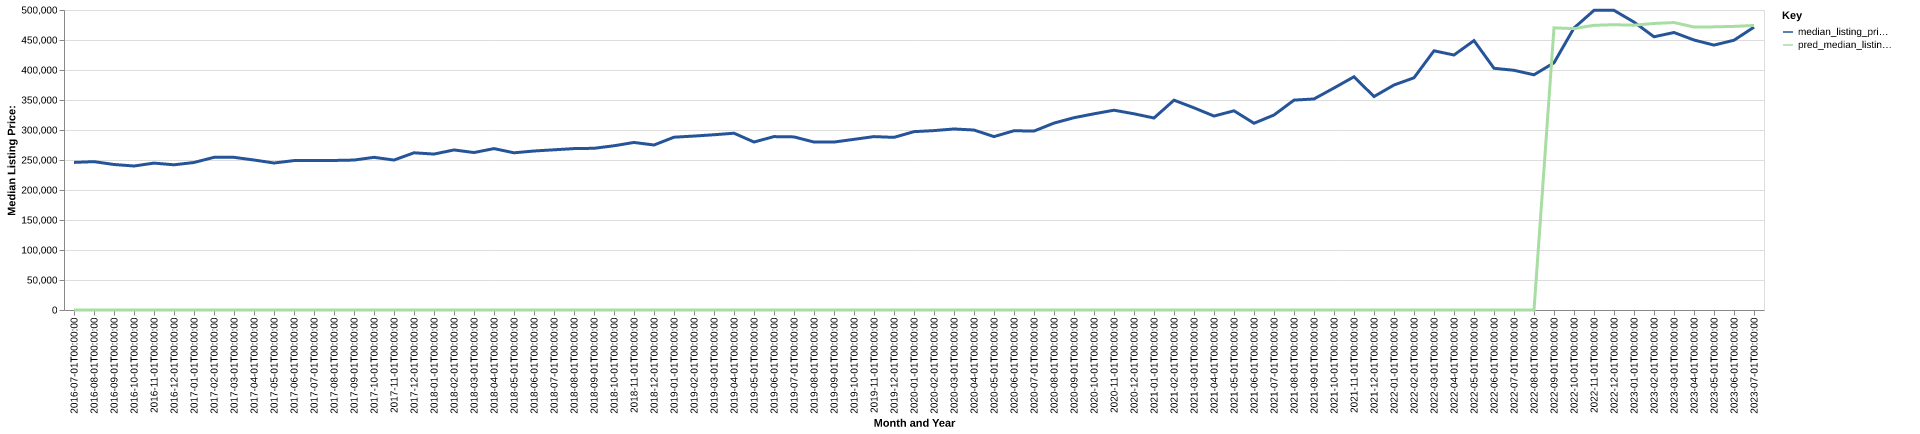 500,000
450,000
400,000
350,000
300,000
250,000
200,000
150,000
100,000
50,000
0
Median Listing Price:
2016-07-01T00:00:00
2016-08-01T00:00:00
2016-09-01T00:00:00
2016-10-01T00:00:00
2016-11-01T00:00:00
2016-12-01T00:00:00
2017-01-01T00:00:00
2017-02-01T00:00:00
2017-03-01T00:00:00
2017-04-01T00:00:00
2017-05-01T00:00:00
2017-06-01T00:00:00
2017-07-01T00:00:00
2017-08-01T00:00:00
2017-09-01T00:00:00
2017-10-01T00:00:00
2017-11-01T00:00:00
2018-01-01T00:00:00
2018-02-01T00:00:00
2018-03-01T00:00:00
2018-04-01T00:00:00
2018-05-01T00:00:00
2018-06-01T00:00:00
2018-07-01T00:00:00
2018-08-01T00:00:00
2018-09-01T00:00:00
2018-10-01T00:00:00
2018-11-01T00:00:00
2018-12-01T00:00:00
2019-01-01T00:00:00
2019-02-01T00:00:00
2019-03-01T00:00:00
2019-04-01T00:00:00
2019-05-01T00:00:00
2019-06-01T00:00:00
2019-07-01T00:00:00
2019-08-01T00:00:00
2019-09-01T00:00:00
2019-10-01T00:00:00
2019-11-01T00:00:00
2019-12-01T00:00:00
2020-01-01T00:00:00
2020-02-01T00:00:00
2020-03-01T00:00:00
2020-04-01T00:00:00
2020-05-01T00:00:00
2020-06-01T00:00:00
2020-07-01T00:00:00
2020-08-01T00:00:00
2020-09-01T00:00:00
2020-10-01T00:00:00
2020-11-01T00:00:00
2020-12-01T00:00:00
2021-01-01T00:00:00
2021-02-01T00:00:00
2021-03-01T00:00:00
2021-04-01T00:00:00
2021-05-01T00:00:00
2021-06-01T00:00:00
2021-07-01T00:00:00
2021-08-01T00:00:00
2021-09-01T00:00:00
2021-10-01T00:00:00
2021-11-01T00:00:00
2021-12-01T00:00:00
2022-01-01T00:00:00
2022-02-01T00:00:00
2022-03-01T00:00:00
2022-04-01T00:00:00
2022-05-01T00:00:00
2022-06-01T00:00:00
2022-07-01T00:00:00
2022-08-01T00:00:00
2022-09-01T00:00:00
2022-10-01T00:00:00
2022-11-01T00:00:00
2022-12-01T00:00:00
2023-01-01T00:00:00
2023-02-01T00:00:00
2023-03-01T00:00:00
2023-04-01T00:00:00
2023-05-01T00:00:00
2023-06-01T00:00:00
2023-07-01T00:00:00
Month and Year
Key
median_listing_pri…
pred_median_listin…